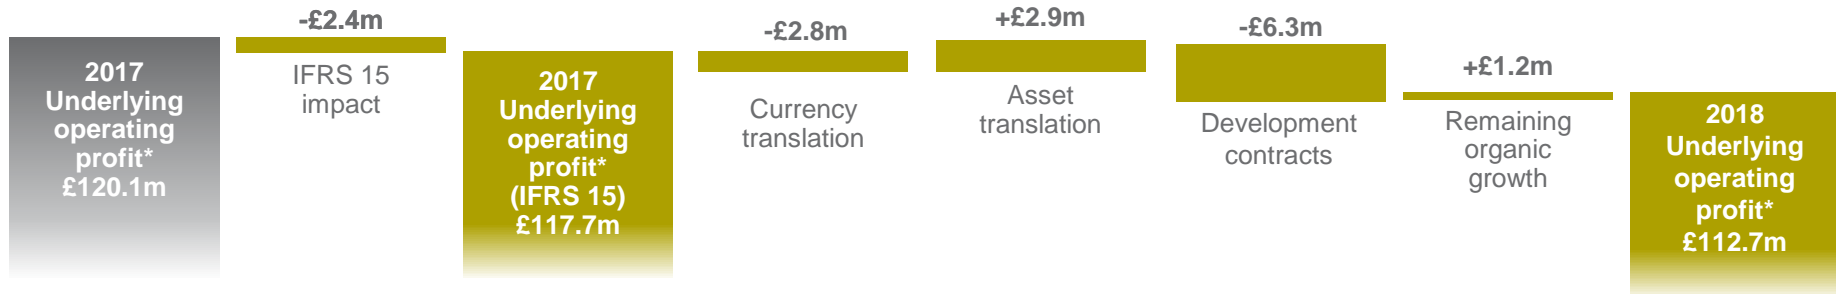 2017
Underlying
operating
profit*
£120.1m
-£2.4m
IFRS 15
impact
2017
Underlying
operating
profit*
(IFRS 15)
£117.7m
-£2.8m
Currency
translation
+£2.9m
Asset
translation
-£6.3m
Development
contracts
+£1.2m
Remaining
organic
growth
2018
Underlying
operating
profit*
£112.7m